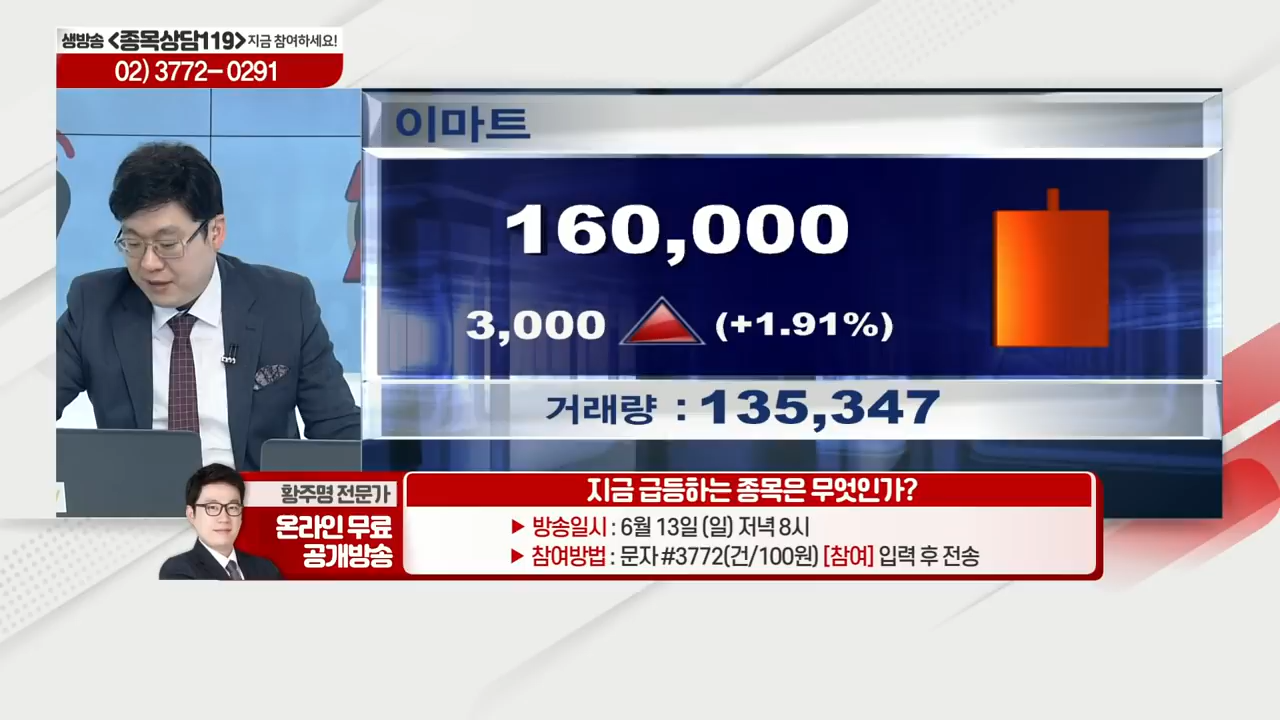 생방송 <종목상담119> 지금 참여하세요!
02) 3772-0291
이마트
160,000
3,000 (+1.91%)
거래량 : 135,347
황주명 전문가
온라인 무료
공개방송
지금 급등하는 종목은 무엇인가?
▶ 방송일시 : 6월 13일 (일) 저녁 8시
▶ 참여방법 : 문자 #3772(건/100원) [참여] 입력 후 전송